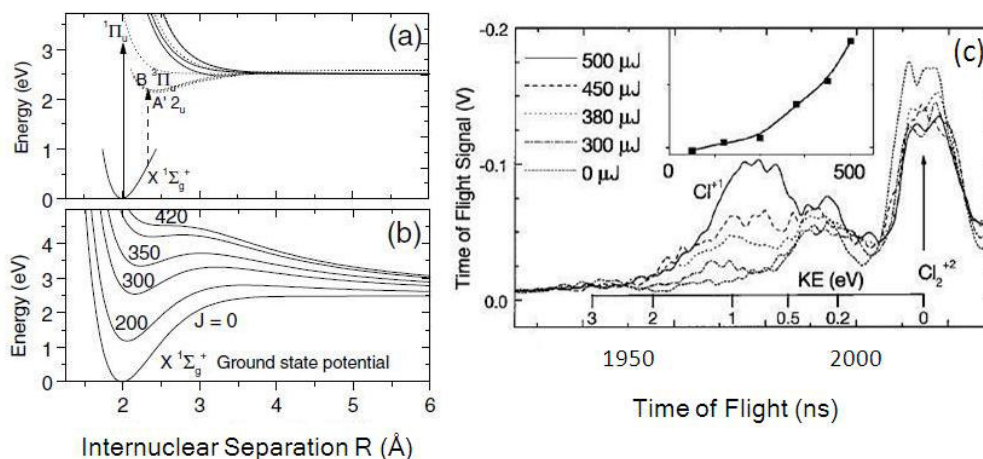 (a)
Energy (eV)
3
2
1
0
¹Πᵤ
B ³Πᵤ
A' 2ᵤ
X ¹Σg⁺
(b)
Energy (eV)
4
3
2
1
0
420
350
300
200
J = 0
X ¹Σg⁺ Ground state potential
2 3 4 5 6
Internuclear Separation R (Å)
(c)
Time of Flight Signal (V)
-0.2
-0.1
0.0
500 μJ
450 μJ
380 μJ
300 μJ
0 μJ
0 500
Cl⁺¹
Cl₂⁺²
KE (eV)
3 2 1 0.5 0.2 0
1950 2000
Time of Flight (ns)